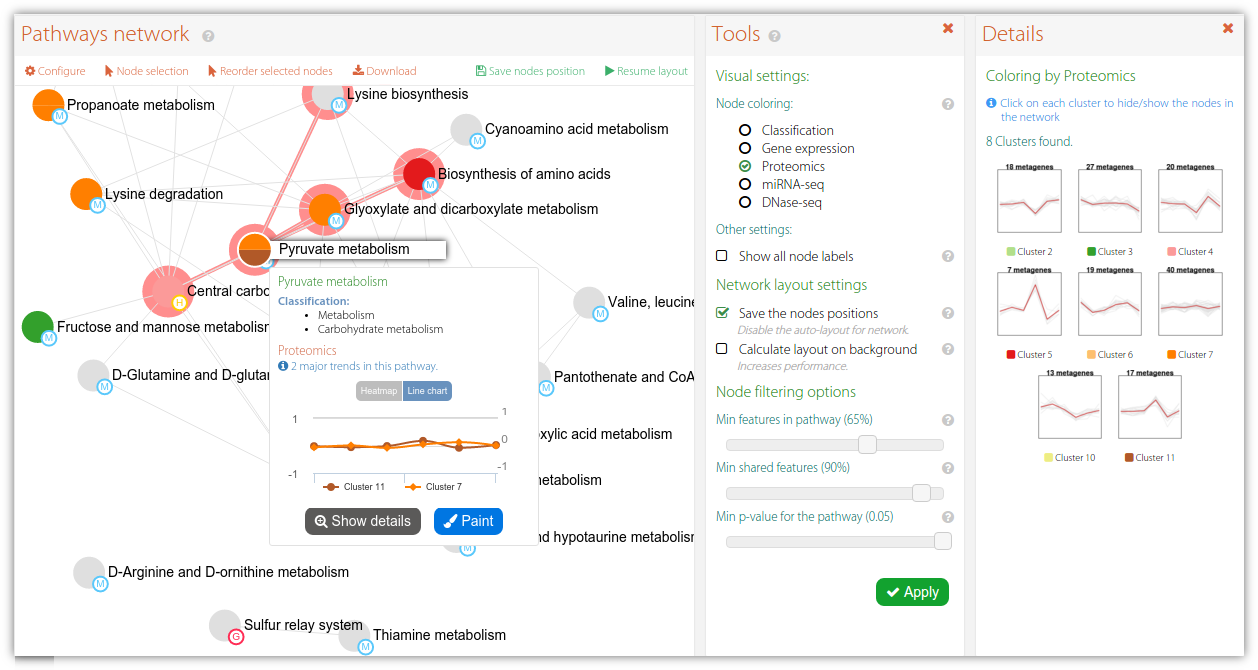 Pathways network ?
Configure
Node selection
Reorder selected nodes
Download
Save nodes position
Resume layout
Lysine biosynthesis
M
Propanoate metabolism
M
Cyanoamino acid metabolism
M
Biosynthesis of amino acids
M
Lysine degradation
M
Glyoxylate and dicarboxylate metabolism
M
Pyruvate metabolism
Central carbo
H
Valine, leucine
M
Fructose and mannose metabolism
M
D-Glutamine and D-glutar
M
Pantothenate and CoA
M
oxylic acid metabolism
metabolism
nd hypotaurine metabolism
M
D-Arginine and D-ornithine metabolism
M
Sulfur relay system
G
Thiamine metabolism
M
Pyruvate metabolism
Classification:
Metabolism
Carbohydrate metabolism
Proteomics
2 major trends in this pathway.
Heatmap Line chart
1
1
0
-1
-1
Cluster 11 Cluster 7
Show details Paint
Tools ?
Visual settings:
Node coloring: ?
Classification
Gene expression
Proteomics
miRNA-seq
DNase-seq
Other settings:
Show all node labels ?
Network layout settings
Save the nodes positions ?
Disable the auto-layout for network.
Calculate layout on background ?
Increases performance.
Node filtering options
Min features in pathway (65%) ?
Min shared features (90%) ?
Min p-value for the pathway (0.05) ?
Apply
Details
Coloring by Proteomics
Click on each cluster to hide/show the nodes in
the network
8 Clusters found.
18 metagenes 27 metagenes 20 metagenes
Cluster 2 Cluster 3 Cluster 4
7 metagenes 19 metagenes 40 metagenes
Cluster 5 Cluster 6 Cluster 7
13 metagenes 17 metagenes
Cluster 10 Cluster 11